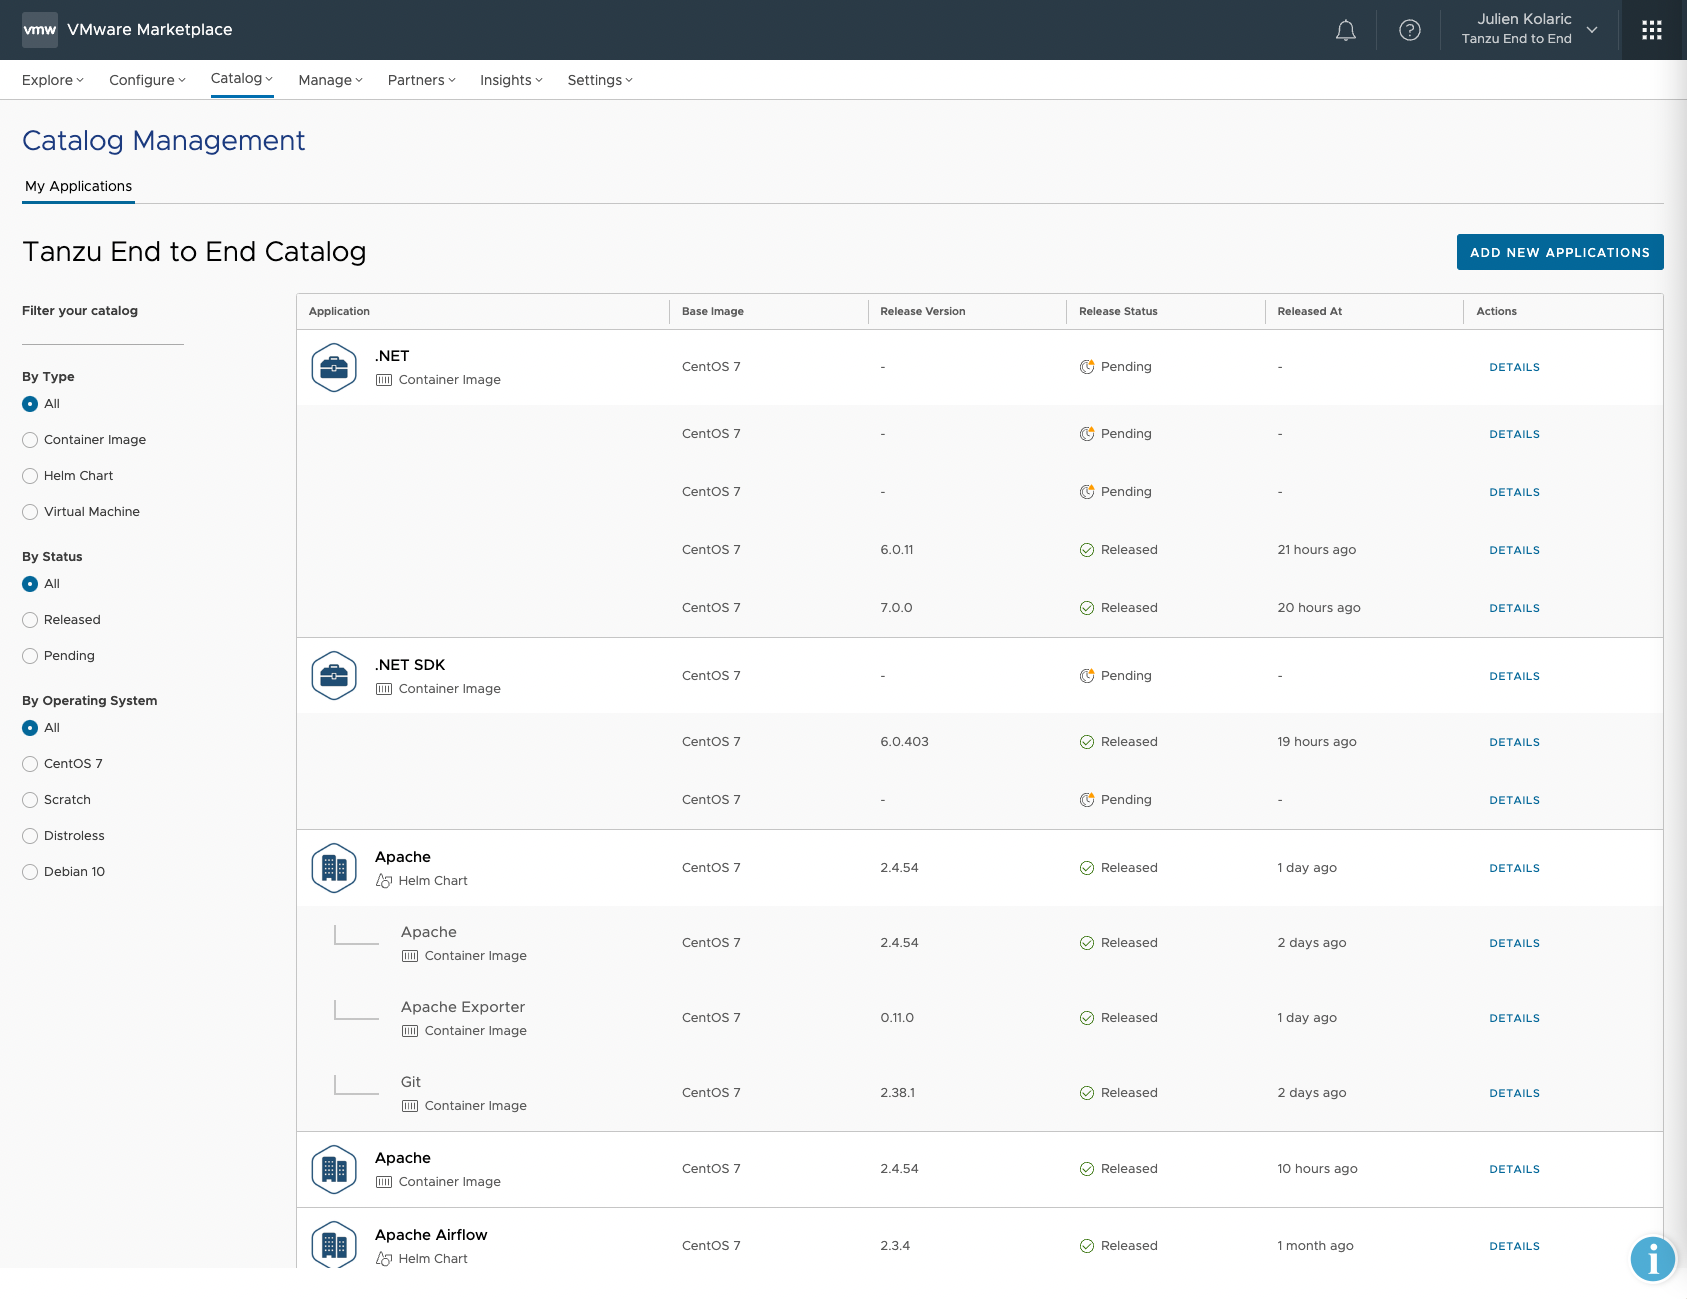 vmw VMware Marketplace
Julien Kolaric
Tanzu End to End
Explore Configure Catalog Manage Partners Insights Settings
Catalog Management
My Applications
Tanzu End to End Catalog
ADD NEW APPLICATIONS
Filter your catalog
By Type
All
Container Image
Helm Chart
Virtual Machine
By Status
All
Released
Pending
By Operating System
All
CentOS 7
Scratch
Distroless
Debian 10
Application Base Image Release Version Release Status Released At Actions
.NET
Container Image
CentOS 7 - Pending - DETAILS
CentOS 7 - Pending - DETAILS
CentOS 7 - Pending - DETAILS
CentOS 7 6.0.11 Released 21 hours ago DETAILS
CentOS 7 7.0.0 Released 20 hours ago DETAILS
.NET SDK
Container Image
CentOS 7 - Pending - DETAILS
CentOS 7 6.0.403 Released 19 hours ago DETAILS
CentOS 7 - Pending - DETAILS
Apache
Helm Chart
CentOS 7 2.4.54 Released 1 day ago DETAILS
Apache
Container Image
CentOS 7 2.4.54 Released 2 days ago DETAILS
Apache Exporter
Container Image
CentOS 7 0.11.0 Released 1 day ago DETAILS
Git
Container Image
CentOS 7 2.38.1 Released 2 days ago DETAILS
Apache
Container Image
CentOS 7 2.4.54 Released 10 hours ago DETAILS
Apache Airflow
Helm Chart
CentOS 7 2.3.4 Released 1 month ago DETAILS